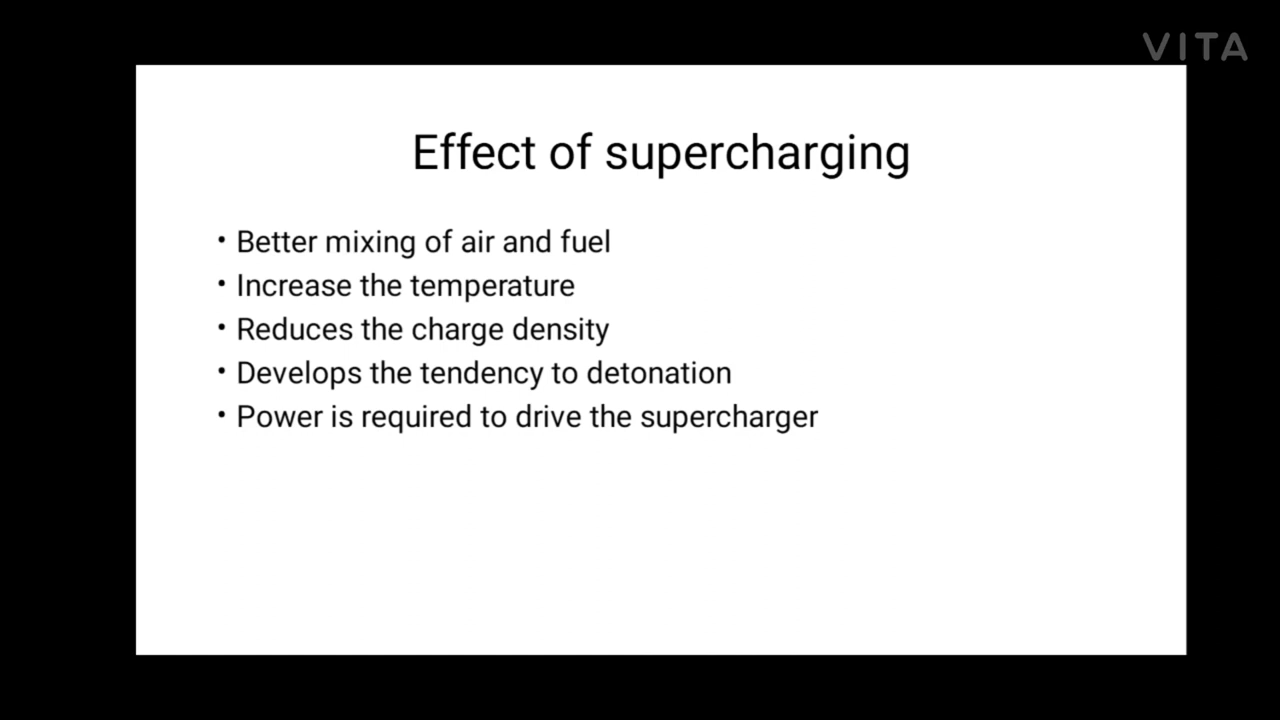 VITA
Effect of supercharging
• Better mixing of air and fuel
• Increase the temperature
• Reduces the charge density
• Develops the tendency to detonation
• Power is required to drive the supercharger